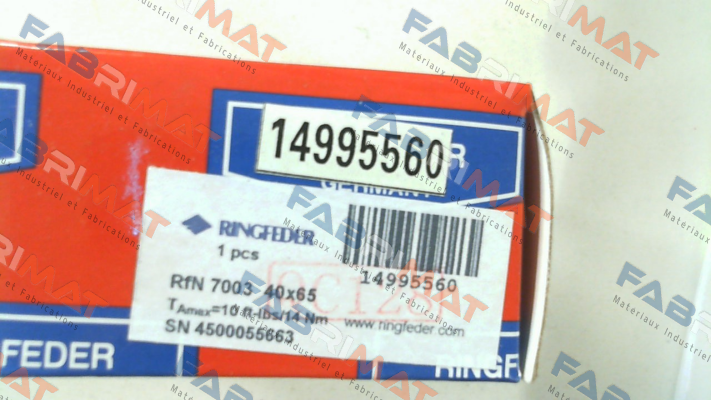 14995560
GERMANY
RINGFEDER
1 pcs
14995560
RfN 7003 40x65
TAmax=10 ft-lbs/14 Nm
www.ringfeder.com
SN 4500055663
FEDER
RINGF
FABRIMAT
Matériaux Industriel et Fabrications